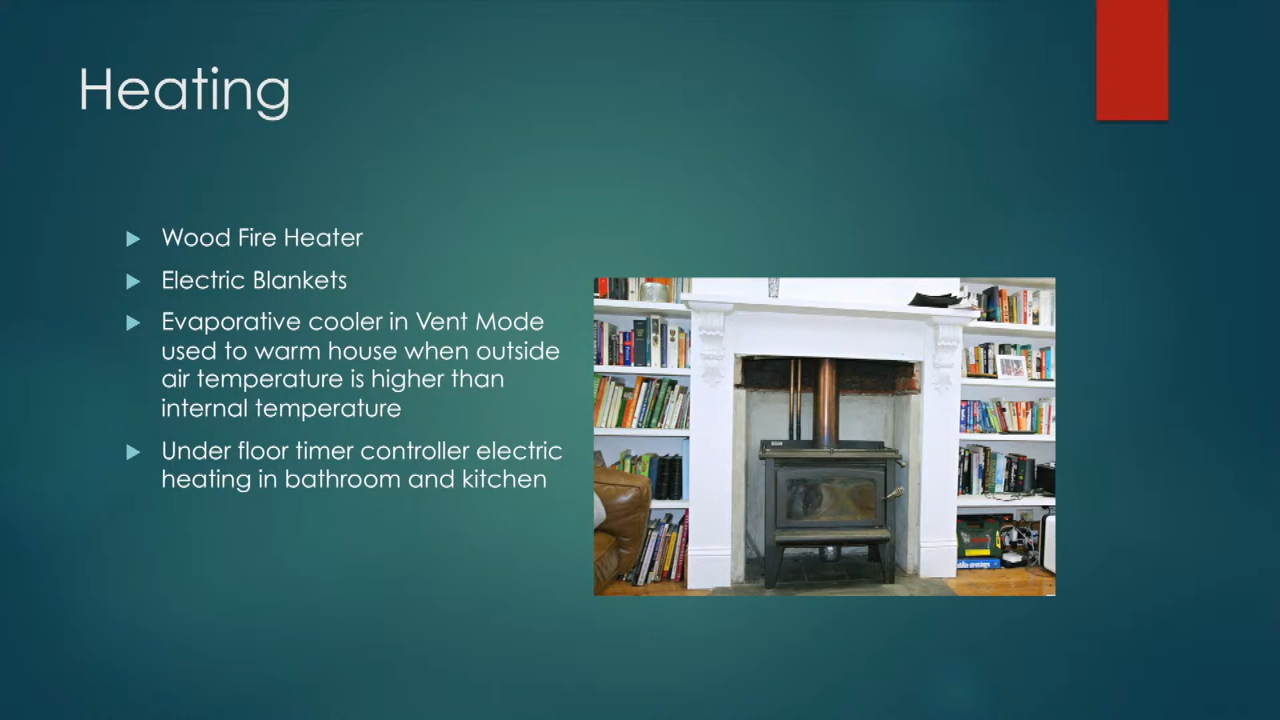 Heating
Wood Fire Heater
Electric Blankets
Evaporative cooler in Vent Mode
used to warm house when outside
air temperature is higher than
internal temperature
Under floor timer controller electric
heating in bathroom and kitchen